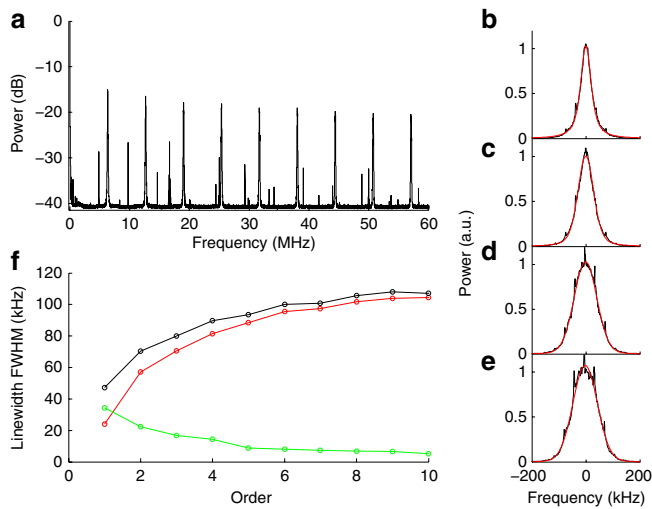 a
0
−10
−20
−30
−40
Power (dB)
0 10 20 30 40 50 60
Frequency (MHz)
f
120
100
80
60
40
20
0
Linewidth FWHM (kHz)
0 2 4 6 8 10
Order
b
1
0.5
0
c
1
0.5
0
Power (a.u.)
d
1
0.5
0
e
1
0.5
0
−200 0 200
Frequency (kHz)